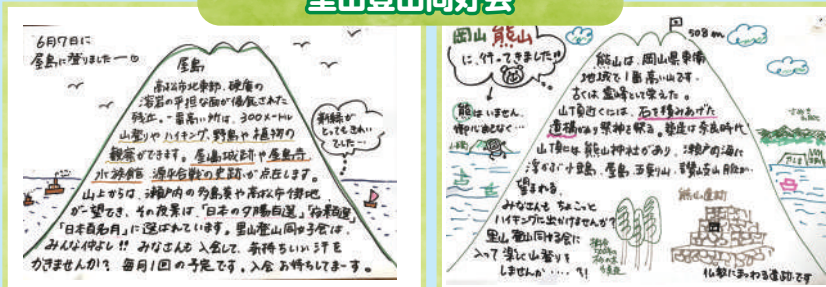 里山登山同好会
6月7日に
屋島に登りましたー
屋島
高松市北東部、硬質の
溶岩の平坦な面が侵食された
残丘。一番高い所は、300メートル
山登りやハイキング、野鳥や植物の
観察ができます。屋島城跡や屋島寺
水族館 源平合戦の史跡が点在します。
山上からは、瀬戸内の多島美や高松市街地
が一望でき、その夜景は、「日本の夕陽百選」「夜景百選」
「日本百名月」に選ばれています。里山登山同好会は、
みんな仲よし!! みなさんも入会して、気持ちいい汗を
かきませんか!? 毎月1回の予定です。入会お待ちしてまーす。
新緑が
とってもきれい
でした…
岡山 熊山
に、行ってきました!!
508m
熊山は、岡山県東備
地域で1番高い山です。
古くは霊峰として栄えた。
山頂近くには、石を積みあげた
遺構があり祭神を祭る。築造は奈良時代
山頂には熊山神社があり、瀬戸内海に
浮かぶ小豆島、屋島、五剣山、讃岐山脈が
望まれる。
みなさんもちょこっと
ハイキングに出かけませんか?
里山登山同好会に
入って楽しく山登りを
しませんか・・・・?!
熊はいません。
熊山遺跡
仏教にまつわる遺跡です